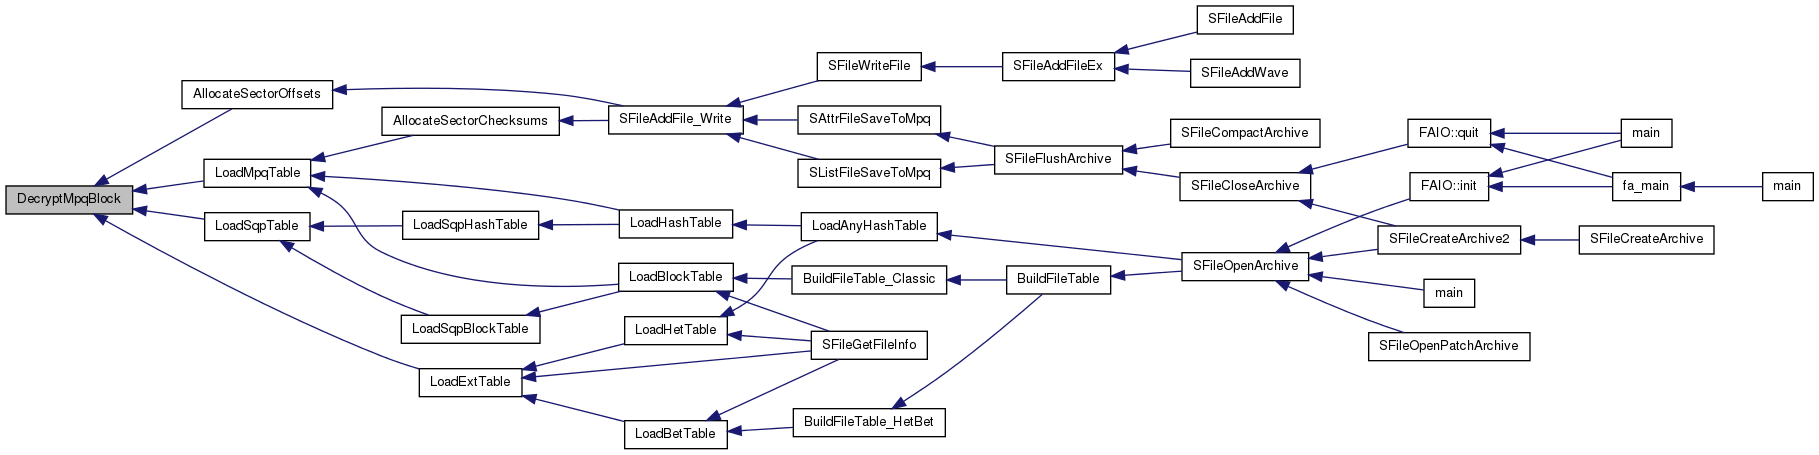 DecryptMpqBlock
AllocateSectorOffsets
LoadMpqTable
LoadSqpTable
LoadExtTable
AllocateSectorChecksums
LoadSqpHashTable
LoadSqpBlockTable
SFileAddFile_Write
LoadHashTable
LoadBlockTable
LoadHetTable
LoadBetTable
SFileWriteFile
SAttrFileSaveToMpq
SListFileSaveToMpq
LoadAnyHashTable
BuildFileTable_Classic
SFileGetFileInfo
BuildFileTable_HetBet
SFileAddFileEx
SFileFlushArchive
BuildFileTable
SFileAddFile
SFileAddWave
SFileCompactArchive
SFileCloseArchive
SFileOpenArchive
FAIO::quit
FAIO::init
SFileCreateArchive2
main
SFileOpenPatchArchive
main
fa_main
SFileCreateArchive
main